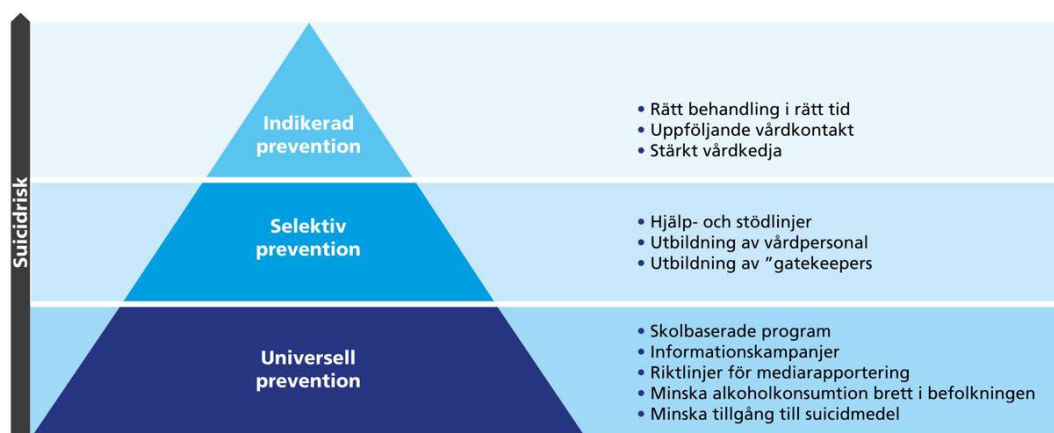 Suicidrisk
Indikerad
prevention
• Rätt behandling i rätt tid
• Uppföljande vårdkontakt
• Stärkt vårdkedja
Selektiv
prevention
• Hjälp- och stödlinjer
• Utbildning av vårdpersonal
• Utbildning av ”gatekeepers
Universell
prevention
• Skolbaserade program
• Informationskampanjer
• Riktlinjer för mediarapportering
• Minska alkoholkonsumtion brett i befolkningen
• Minska tillgång till suicidmedel